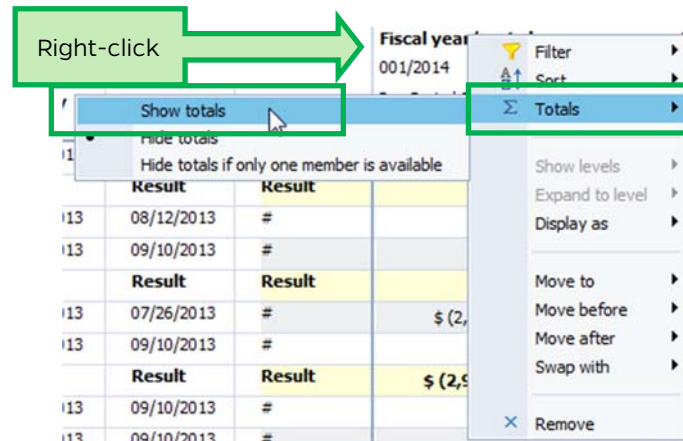 Right-click
Fiscal year/
001/2014
Filter
Sort
Show totals
Totals
Hide totals
Hide totals if only one member is available
Show levels
Result Result
Expand to level
13 08/12/2013 #
Display as
13 09/10/2013 #
Result Result
Move to
13 07/26/2013 # $ (2,
Move before
13 09/10/2013 #
Move after
Result Result $ (2,9
Swap with
13 09/10/2013 #
Remove
13 09/10/2013 #